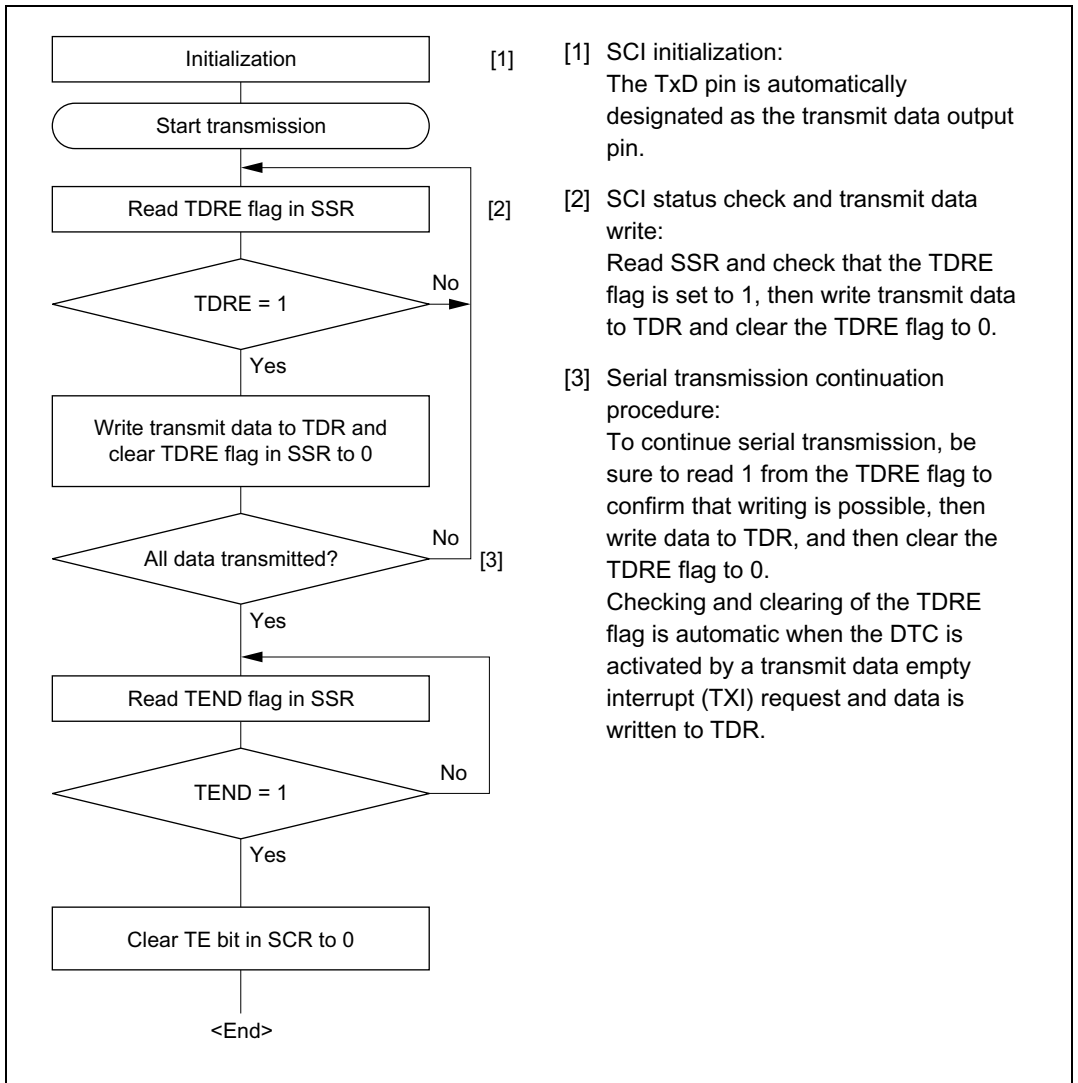 Initialization
[1]
Start transmission
Read TDRE flag in SSR
[2]
TDRE = 1
No
Yes
Write transmit data to TDR and
clear TDRE flag in SSR to 0
All data transmitted?
No
[3]
Yes
Read TEND flag in SSR
TEND = 1
No
Yes
Clear TE bit in SCR to 0
<End>
[1] SCI initialization:
The TxD pin is automatically
designated as the transmit data output
pin.
[2] SCI status check and transmit data
write:
Read SSR and check that the TDRE
flag is set to 1, then write transmit data
to TDR and clear the TDRE flag to 0.
[3] Serial transmission continuation
procedure:
To continue serial transmission, be
sure to read 1 from the TDRE flag to
confirm that writing is possible, then
write data to TDR, and then clear the
TDRE flag to 0.
Checking and clearing of the TDRE
flag is automatic when the DTC is
activated by a transmit data empty
interrupt (TXI) request and data is
written to TDR.